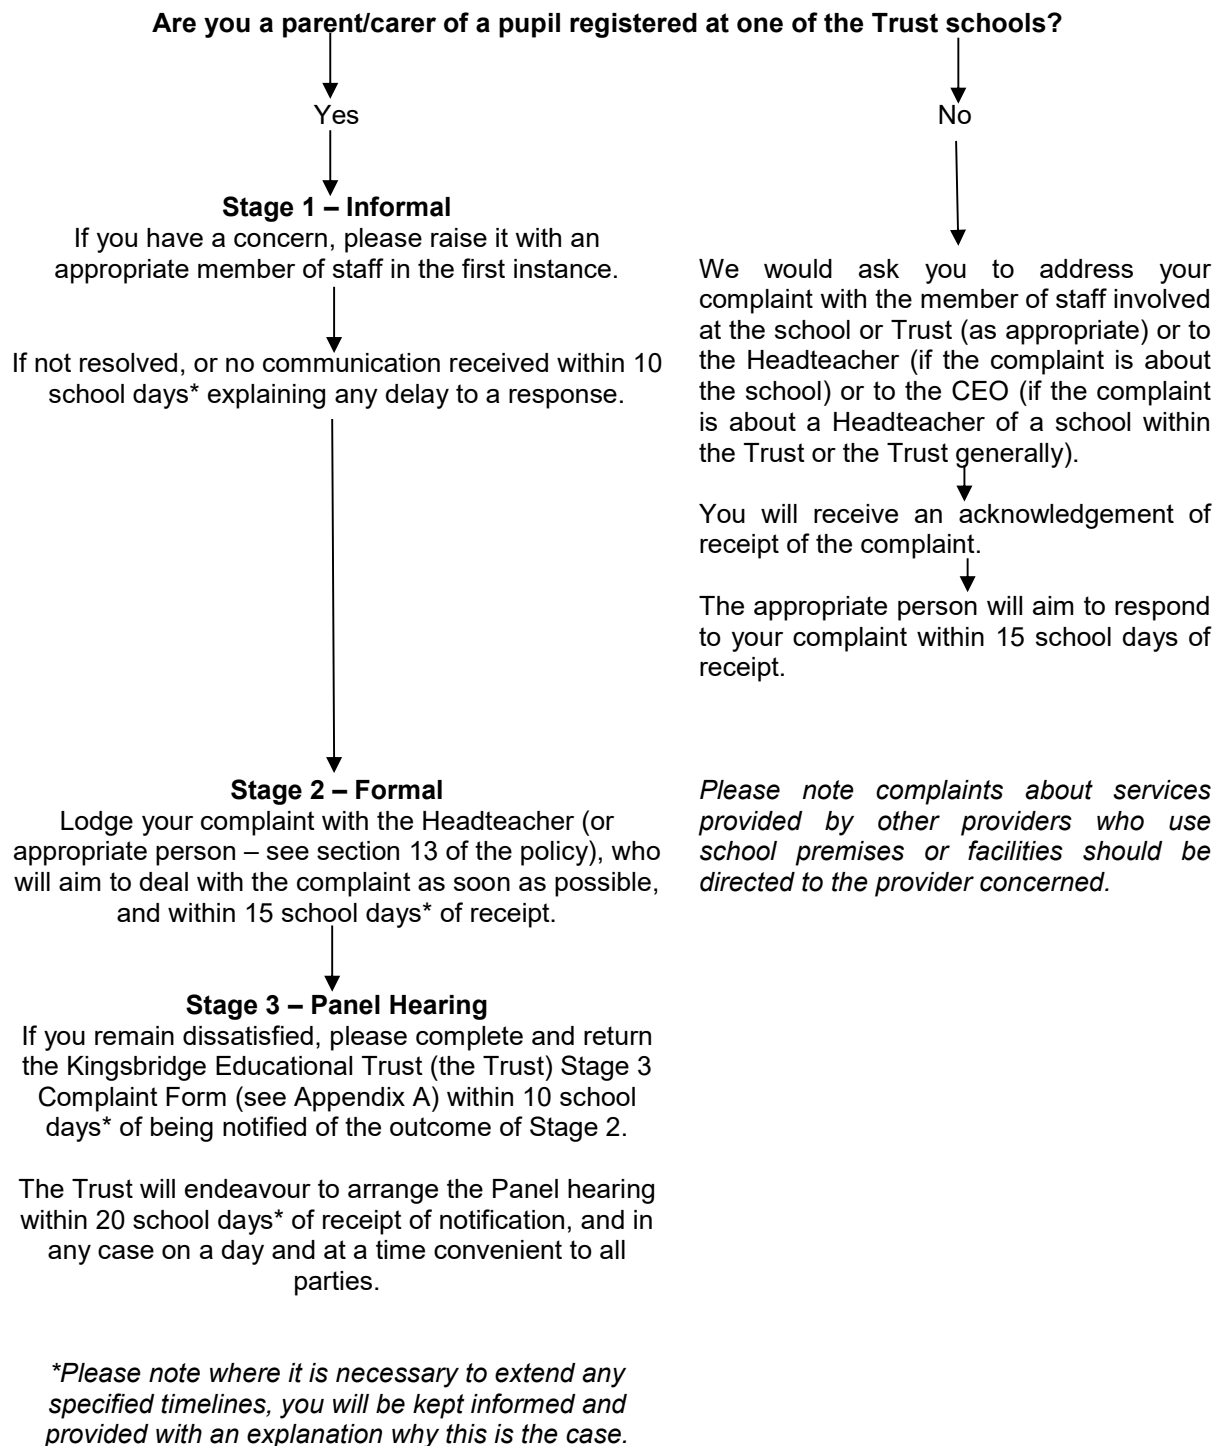 Are you a parent/carer of a pupil registered at one of the Trust schools?
Yes
Stage 1 – Informal
If you have a concern, please raise it with an
appropriate member of staff in the first instance.
If not resolved, or no communication received within 10
school days* explaining any delay to a response.
Stage 2 – Formal
Lodge your complaint with the Headteacher (or
appropriate person – see section 13 of the policy), who
will aim to deal with the complaint as soon as possible,
and within 15 school days* of receipt.
Stage 3 – Panel Hearing
If you remain dissatisfied, please complete and return
the Kingsbridge Educational Trust (the Trust) Stage 3
Complaint Form (see Appendix A) within 10 school
days* of being notified of the outcome of Stage 2.
The Trust will endeavour to arrange the Panel hearing
within 20 school days* of receipt of notification, and in
any case on a day and at a time convenient to all
parties.
*Please note where it is necessary to extend any
specified timelines, you will be kept informed and
provided with an explanation why this is the case.
No
We would ask you to address your
complaint with the member of staff involved
at the school or Trust (as appropriate) or to
the Headteacher (if the complaint is about
the school) or to the CEO (if the complaint
is about a Headteacher of a school within
the Trust or the Trust generally).
You will receive an acknowledgement of
receipt of the complaint.
The appropriate person will aim to respond
to your complaint within 15 school days of
receipt.
Please note complaints about services
provided by other providers who use
school premises or facilities should be
directed to the provider concerned.